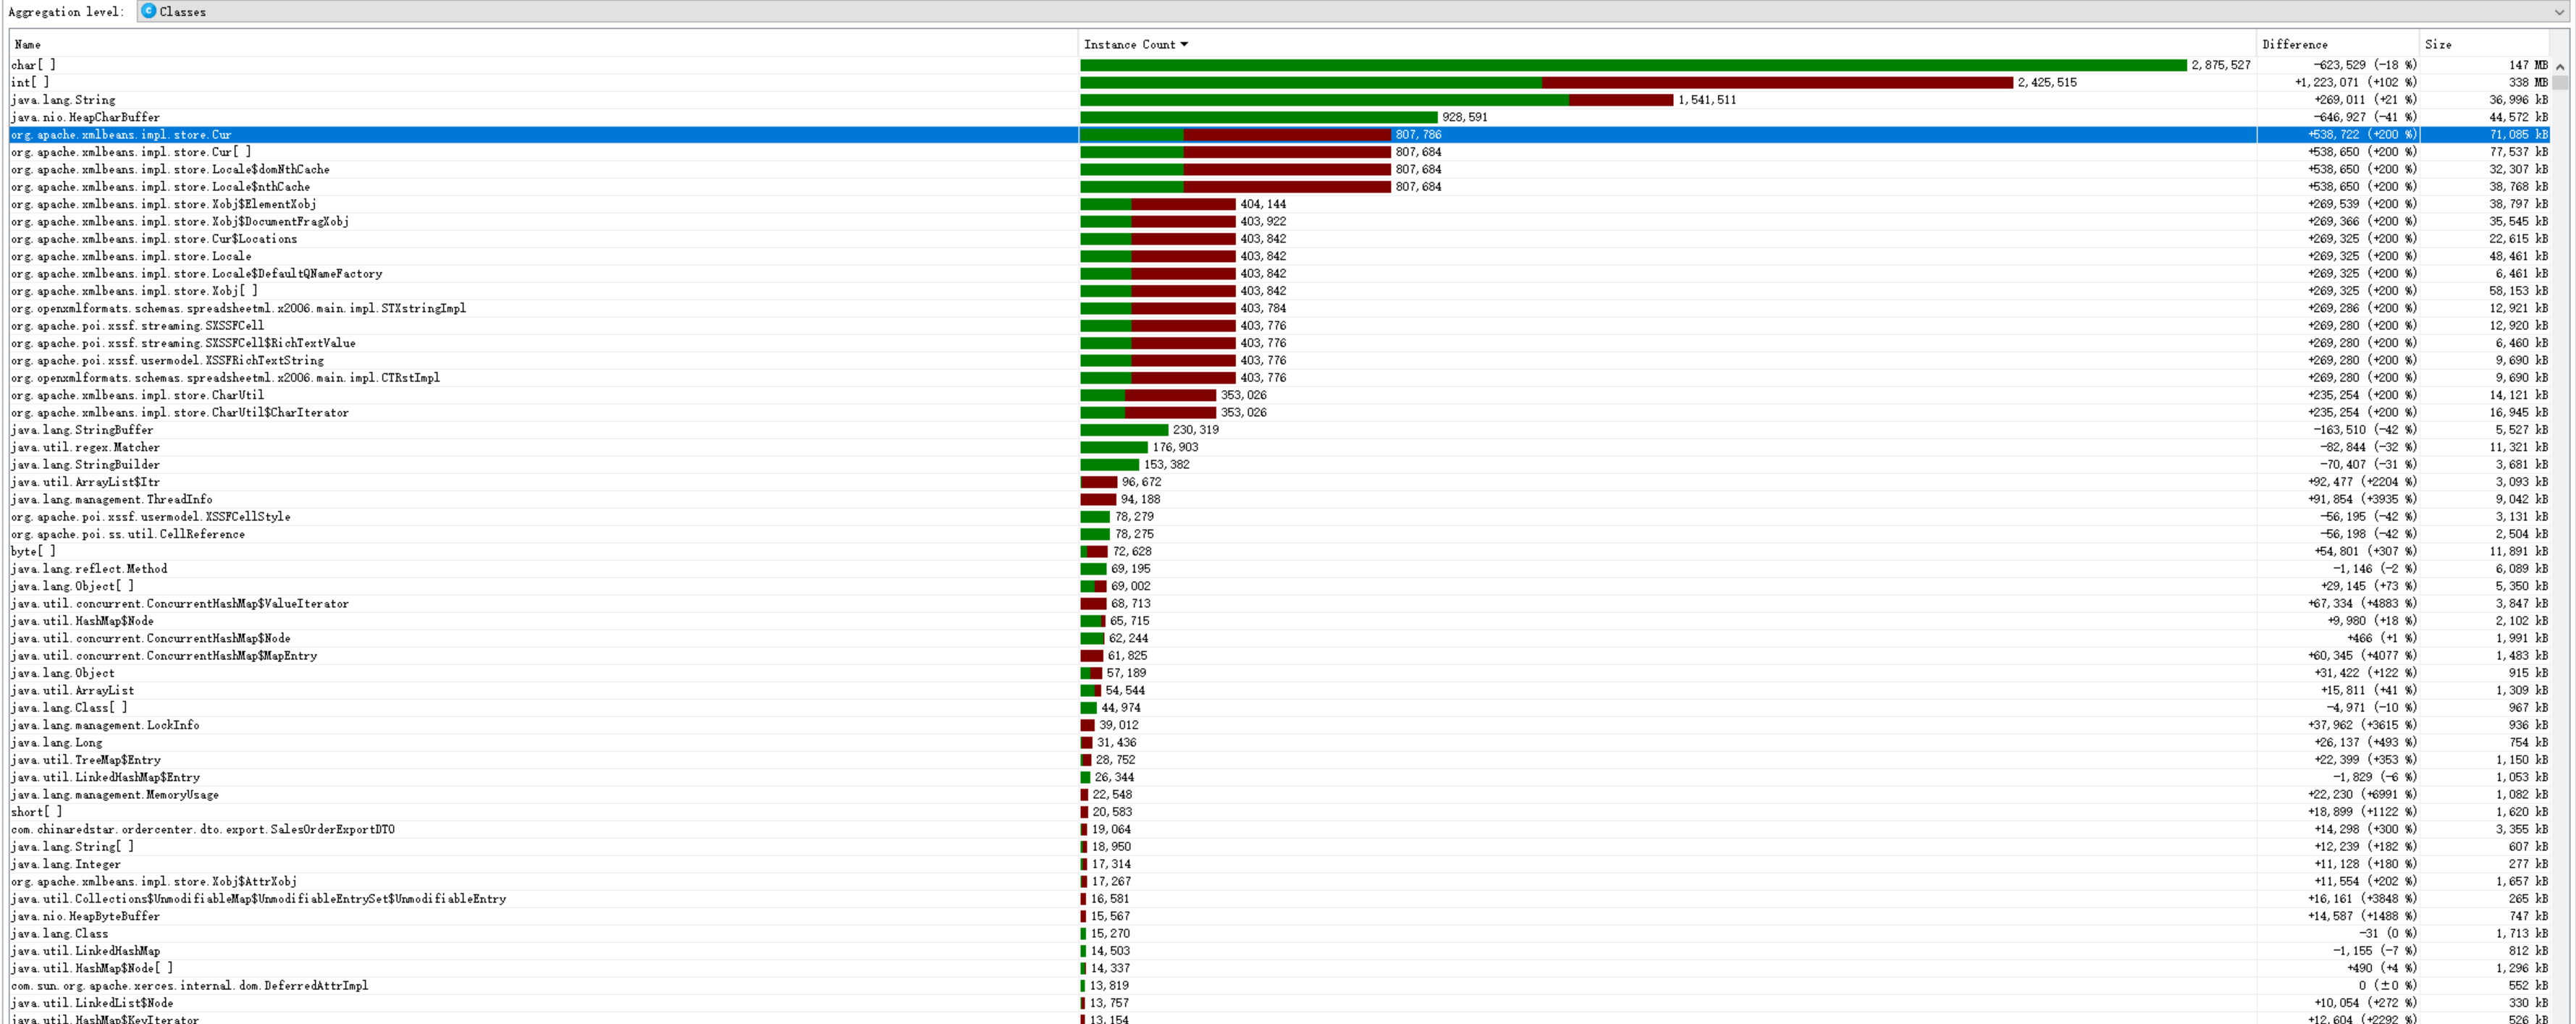 Aggregation level: Classes
Name Instance Count Difference Size
char[ ] 2,875,527 -623,529 (-18 %) 147 MB
int[ ] 2,425,515 +1,223,071 (+102 %) 338 MB
java.lang.String 1,541,511 +269,011 (+21 %) 36,996 kB
java.nio.HeapCharBuffer 928,591 -646,927 (-41 %) 44,572 kB
org.apache.xmlbeans.impl.store.Cur 807,786 +538,722 (+200 %) 71,085 kB
org.apache.xmlbeans.impl.store.Cur[ ] 807,684 +538,650 (+200 %) 77,537 kB
org.apache.xmlbeans.impl.store.Locale$domNthCache 807,684 +538,650 (+200 %) 32,307 kB
org.apache.xmlbeans.impl.store.Locale$nthCache 807,684 +538,650 (+200 %) 38,768 kB
org.apache.xmlbeans.impl.store.Xobj$ElementXobj 404,144 +269,539 (+200 %) 38,797 kB
org.apache.xmlbeans.impl.store.Xobj$DocumentFragXobj 403,922 +269,366 (+200 %) 35,545 kB
org.apache.xmlbeans.impl.store.Cur$Locations 403,842 +269,325 (+200 %) 22,615 kB
org.apache.xmlbeans.impl.store.Locale 403,842 +269,325 (+200 %) 48,461 kB
org.apache.xmlbeans.impl.store.Locale$DefaultQNameFactory 403,842 +269,325 (+200 %) 6,461 kB
org.apache.xmlbeans.impl.store.Xobj[ ] 403,842 +269,325 (+200 %) 58,153 kB
org.openxmlformats.schemas.spreadsheetml.x2006.main.impl.STXstringImpl 403,784 +269,286 (+200 %) 12,921 kB
org.apache.poi.xssf.streaming.SXSSFCell 403,776 +269,280 (+200 %) 12,920 kB
org.apache.poi.xssf.streaming.SXSSFCell$RichTextValue 403,776 +269,280 (+200 %) 6,460 kB
org.apache.poi.xssf.usermodel.XSSFRichTextString 403,776 +269,280 (+200 %) 9,690 kB
org.openxmlformats.schemas.spreadsheetml.x2006.main.impl.CTRstImpl 403,776 +269,280 (+200 %) 9,690 kB
org.apache.xmlbeans.impl.store.CharUtil 353,026 +235,254 (+200 %) 14,121 kB
org.apache.xmlbeans.impl.store.CharUtil$CharIterator 353,026 +235,254 (+200 %) 16,945 kB
java.lang.StringBuffer 230,319 -163,510 (-42 %) 5,527 kB
java.util.regex.Matcher 176,903 -82,844 (-32 %) 11,321 kB
java.lang.StringBuilder 153,382 -70,407 (-31 %) 3,681 kB
java.util.ArrayList$Itr 96,672 +92,477 (+2204 %) 3,093 kB
java.lang.management.ThreadInfo 94,188 +91,854 (+3935 %) 9,042 kB
org.apache.poi.xssf.usermodel.XSSFCellStyle 78,279 -56,195 (-42 %) 3,131 kB
org.apache.poi.ss.util.CellReference 78,275 -56,198 (-42 %) 2,504 kB
byte[ ] 72,628 +54,801 (+307 %) 11,891 kB
java.lang.reflect.Method 69,195 -1,146 (-2 %) 6,089 kB
java.lang.Object[ ] 69,002 +29,145 (+73 %) 5,350 kB
java.util.concurrent.ConcurrentHashMap$ValueIterator 68,713 +67,334 (+4883 %) 3,847 kB
java.util.HashMap$Node 65,715 +9,980 (+18 %) 2,102 kB
java.util.concurrent.ConcurrentHashMap$Node 62,244 +466 (+1 %) 1,991 kB
java.util.concurrent.ConcurrentHashMap$MapEntry 61,825 +60,345 (+4077 %) 1,483 kB
java.lang.Object 57,189 +31,422 (+122 %) 915 kB
java.util.ArrayList 54,544 +15,811 (+41 %) 1,309 kB
java.lang.Class[ ] 44,974 -4,971 (-10 %) 967 kB
java.lang.management.LockInfo 39,012 +37,962 (+3615 %) 936 kB
java.lang.Long 31,436 +26,137 (+493 %) 754 kB
java.util.TreeMap$Entry 28,752 +22,399 (+353 %) 1,150 kB
java.util.LinkedHashMap$Entry 26,344 -1,829 (-6 %) 1,053 kB
java.lang.management.MemoryUsage 22,548 +22,230 (+6991 %) 1,082 kB
short[ ] 20,583 +18,899 (+1122 %) 1,620 kB
com.chinaredstar.ordercenter.dto.export.SalesOrderExportDTO 19,064 +14,298 (+300 %) 3,355 kB
java.lang.String[ ] 18,950 +12,239 (+182 %) 607 kB
java.lang.Integer 17,314 +11,128 (+180 %) 277 kB
org.apache.xmlbeans.impl.store.Xobj$AttrXobj 17,267 +11,554 (+202 %) 1,657 kB
java.util.Collections$UnmodifiableMap$UnmodifiableEntrySet$UnmodifiableEntry 16,581 +16,161 (+3848 %) 265 kB
java.nio.HeapByteBuffer 15,567 +14,587 (+1488 %) 747 kB
java.lang.Class 15,270 -31 (0 %) 1,713 kB
java.util.LinkedHashMap 14,503 -1,155 (-7 %) 812 kB
java.util.HashMap$Node[ ] 14,337 +490 (+4 %) 1,296 kB
com.sun.org.apache.xerces.internal.dom.DeferredAttrImpl 13,819 0 (±0 %) 552 kB
java.util.LinkedList$Node 13,757 +10,054 (+272 %) 330 kB
java.util.HashMap$KeyIterator 13,154 +12,604 (+2292 %) 526 kB